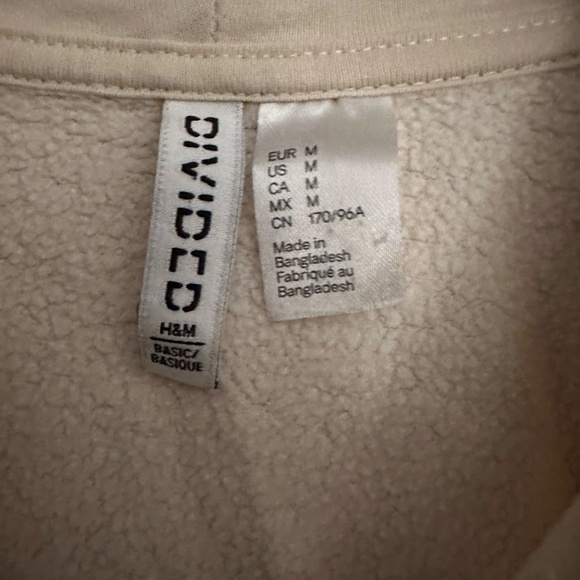 DIVIDED
H&M
BASIC/
BASIQUE
EUR M
US M
CA M
MX M
CN 170/96A
Made in
Bangladesh
Fabriqué au
Bangladesh